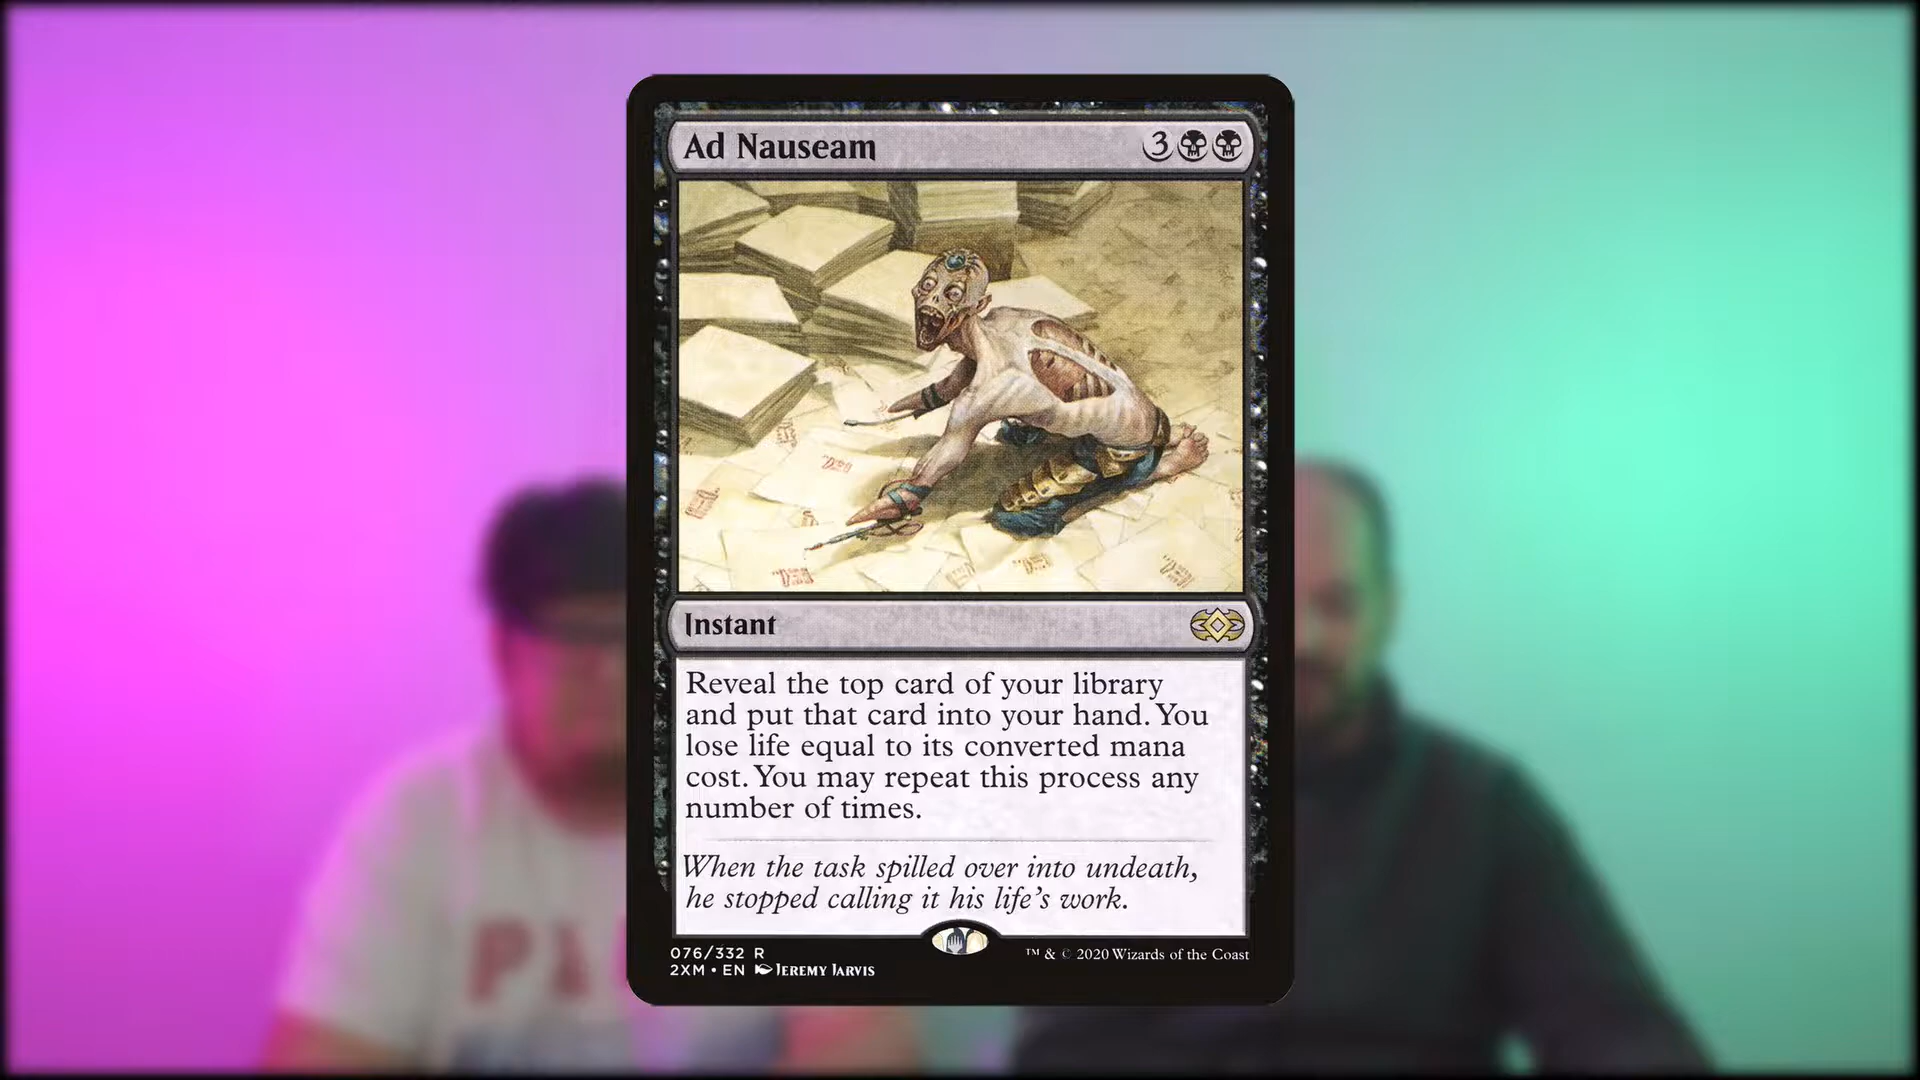 Ad Nauseam 3
Instant
Reveal the top card of your library
and put that card into your hand. You
lose life equal to its converted mana
cost. You may repeat this process any
number of times.
When the task spilled over into undeath,
he stopped calling it his life's work.
076/332 R
2XM • EN Jeremy Jarvis
™ & © 2020 Wizards of the Coast